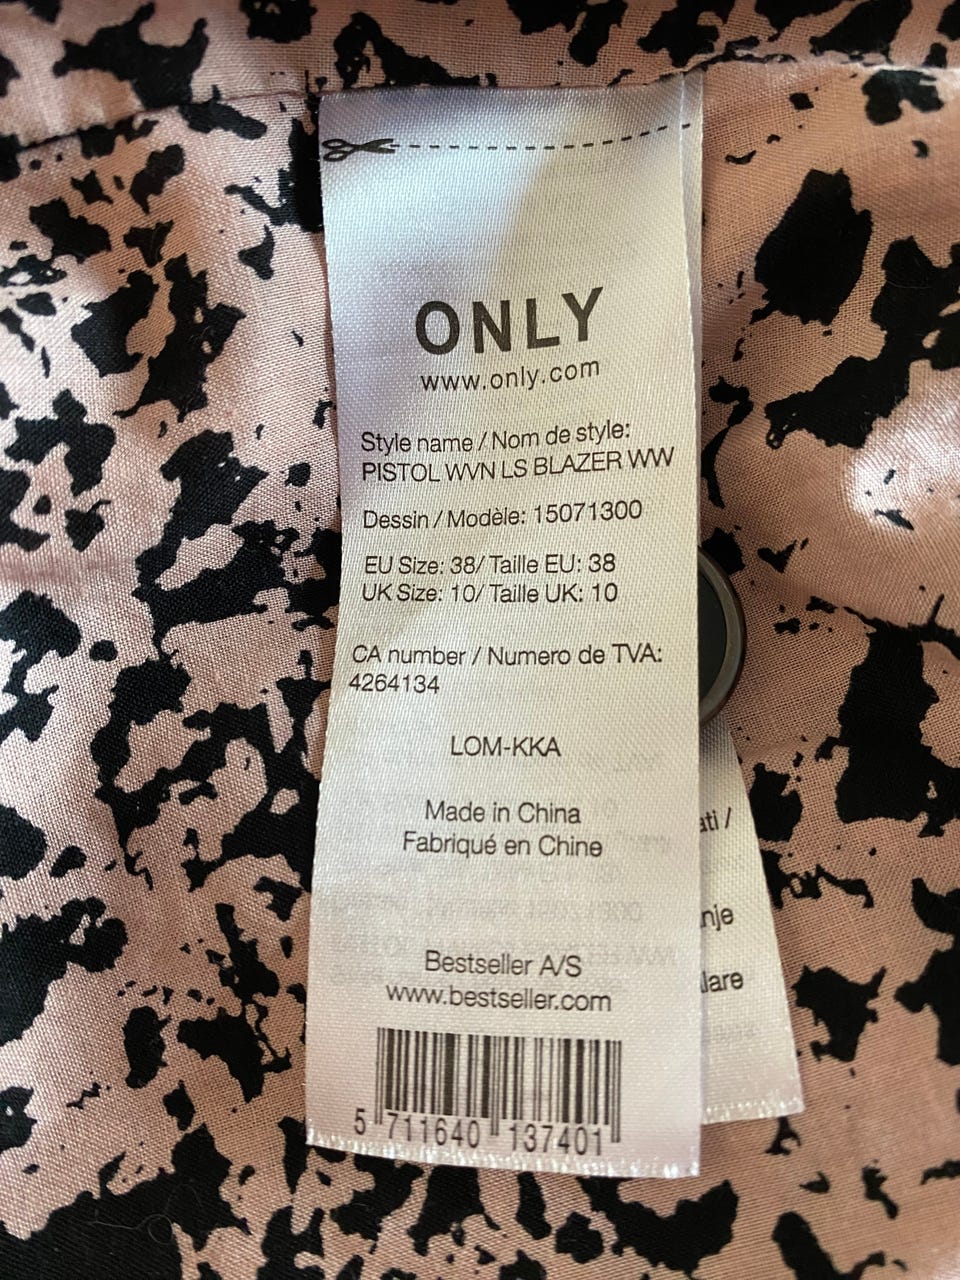 ONLY
www.only.com
Style name / Nom de style:
PISTOL WVN LS BLAZER WW
Dessin / Modèle: 15071300
EU Size: 38/ Taille EU: 38
UK Size: 10/ Taille UK: 10
CA number / Numero de TVA:
4264134
LOM-KKA
Made in China
Fabriqué en Chine
Bestseller A/S
www.bestseller.com
5 711640 137401